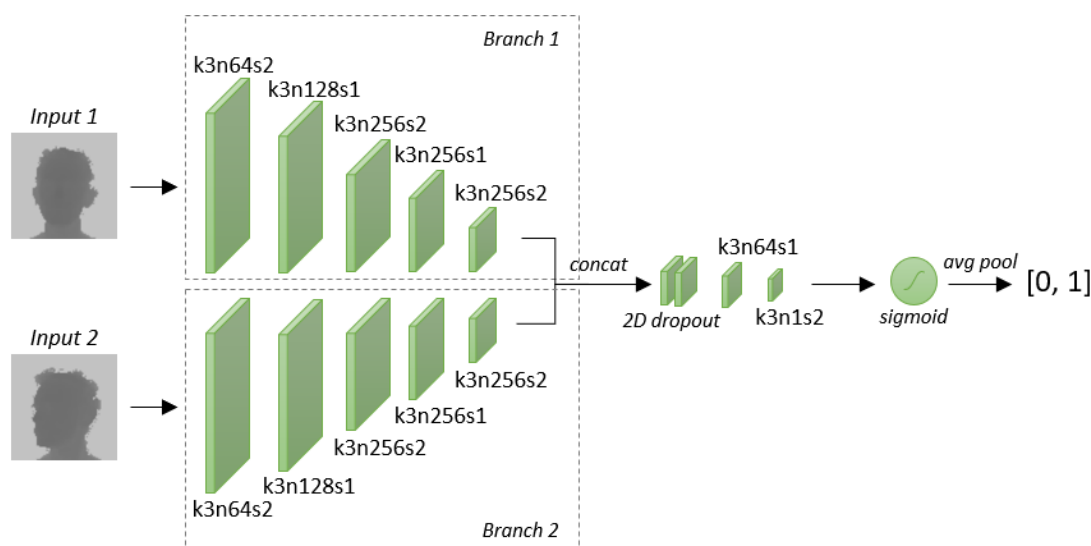 Branch 1
k3n64s2
k3n128s1
k3n256s2
k3n256s1
k3n256s2
Input 1
concat
k3n64s1
avg pool
[0, 1]
2D dropout
k3n1s2
sigmoid
Input 2
k3n256s2
k3n256s1
k3n256s2
k3n128s1
k3n64s2
Branch 2